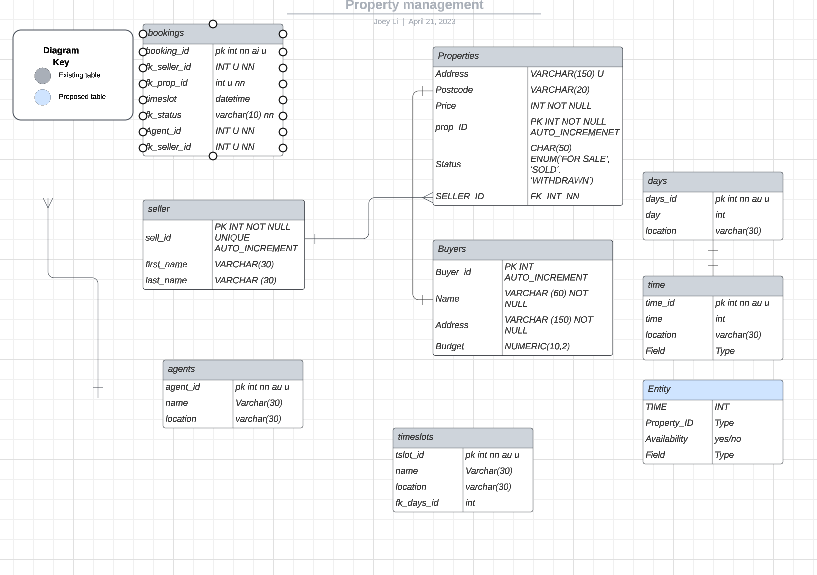 Property management
Joey Li | April 21, 2023
Diagram
Key
Existing table
Proposed table
bookings
booking_id pk int nn ai u
fk_seller_id INT U NN
fk_prop_id int u nn
timeslot datetime
fk_status varchar(10) nn
Agent_id INT U NN
fk_seller_id INT U NN
Properties
Address VARCHAR(150) U
Postcode VARCHAR(20)
Price INT NOT NULL
prop_ID PK INT NOT NULL
AUTO_INCREMENET
Status CHAR(50)
ENUM('FOR SALE',
'SOLD',
'WITHDRAWN')
SELLER_ID FK_INT_NN
seller
sell_id PK INT NOT NULL
UNIQUE
AUTO_INCREMENT
first_name VARCHAR(30)
last_name VARCHAR (30)
Buyers
Buyer_id PK INT
AUTO_INCREMENT
Name VARCHAR (60) NOT
NULL
Address VARCHAR (150) NOT
NULL
Budget NUMERIC(10,2)
days
days_id pk int nn au u
day int
location varchar(30)
time
time_id pk int nn au u
time int
location varchar(30)
Field Type
Entity
TIME INT
Property_ID Type
Availability yes/no
Field Type
agents
agent_id pk int nn au u
name Varchar(30)
location varchar(30)
timeslots
tslot_id pk int nn au u
name Varchar(30)
location varchar(30)
fk_days_id int